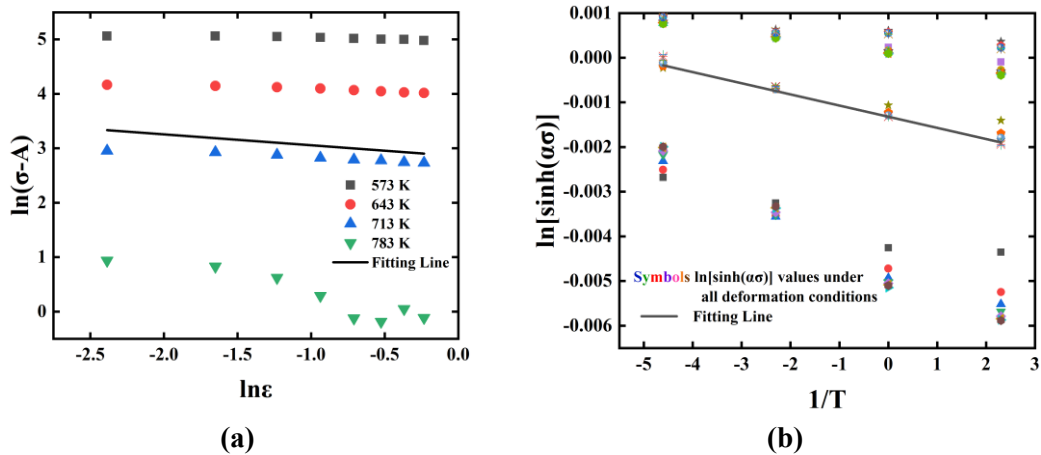 5
4
3
2
1
0
ln(σ-A)
573 K
643 K
713 K
783 K
Fitting Line
-2.5 -2.0 -1.5 -1.0 -0.5 0.0
lnε
(a)
0.001
0.000
-0.001
-0.002
-0.003
-0.004
-0.005
-0.006
ln[sinh(ασ)]
Symbols ln[sinh(ασ)] values under
all deformation conditions
Fitting Line
-5 -4 -3 -2 -1 0 1 2 3
1/T
(b)